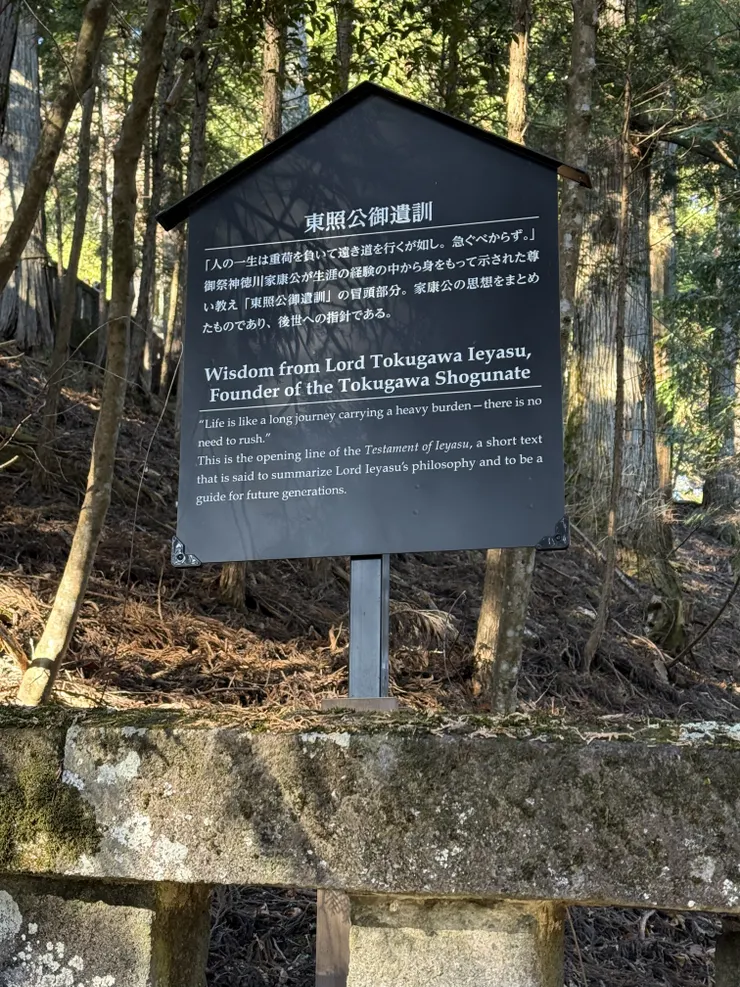 東照公御遺訓
「人の一生は重荷を負いて遠き道を行くが如し。急ぐべからず。」
御祭神徳川家康公が生涯の経験の中から身をもって示された尊
い教え「東照公御遺訓」の冒頭部分。家康公の思想をまとめ
たものであり、後世への指針である。
Wisdom from Lord Tokugawa Ieyasu,
Founder of the Tokugawa Shogunate
“Life is like a long journey carrying a heavy burden—there is no
need to rush.”
This is the opening line of the Testament of Ieyasu, a short text
that is said to summarize Lord Ieyasu’s philosophy and to be a
guide for future generations.